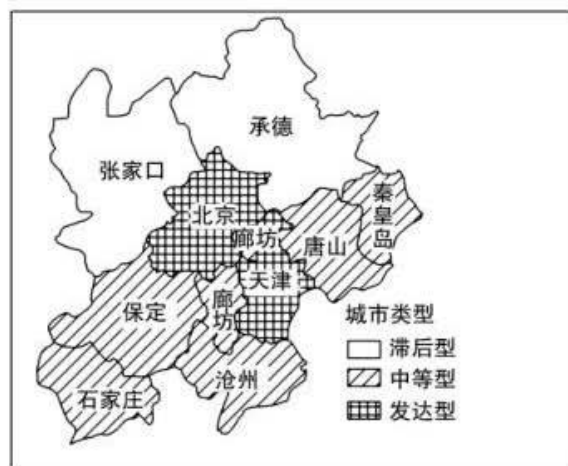 承德
张家口
秦皇岛
北京
廊坊
唐山
天津
保定
廊坊
城市类型
滞后型
沧州
中等型
石家庄
发达型